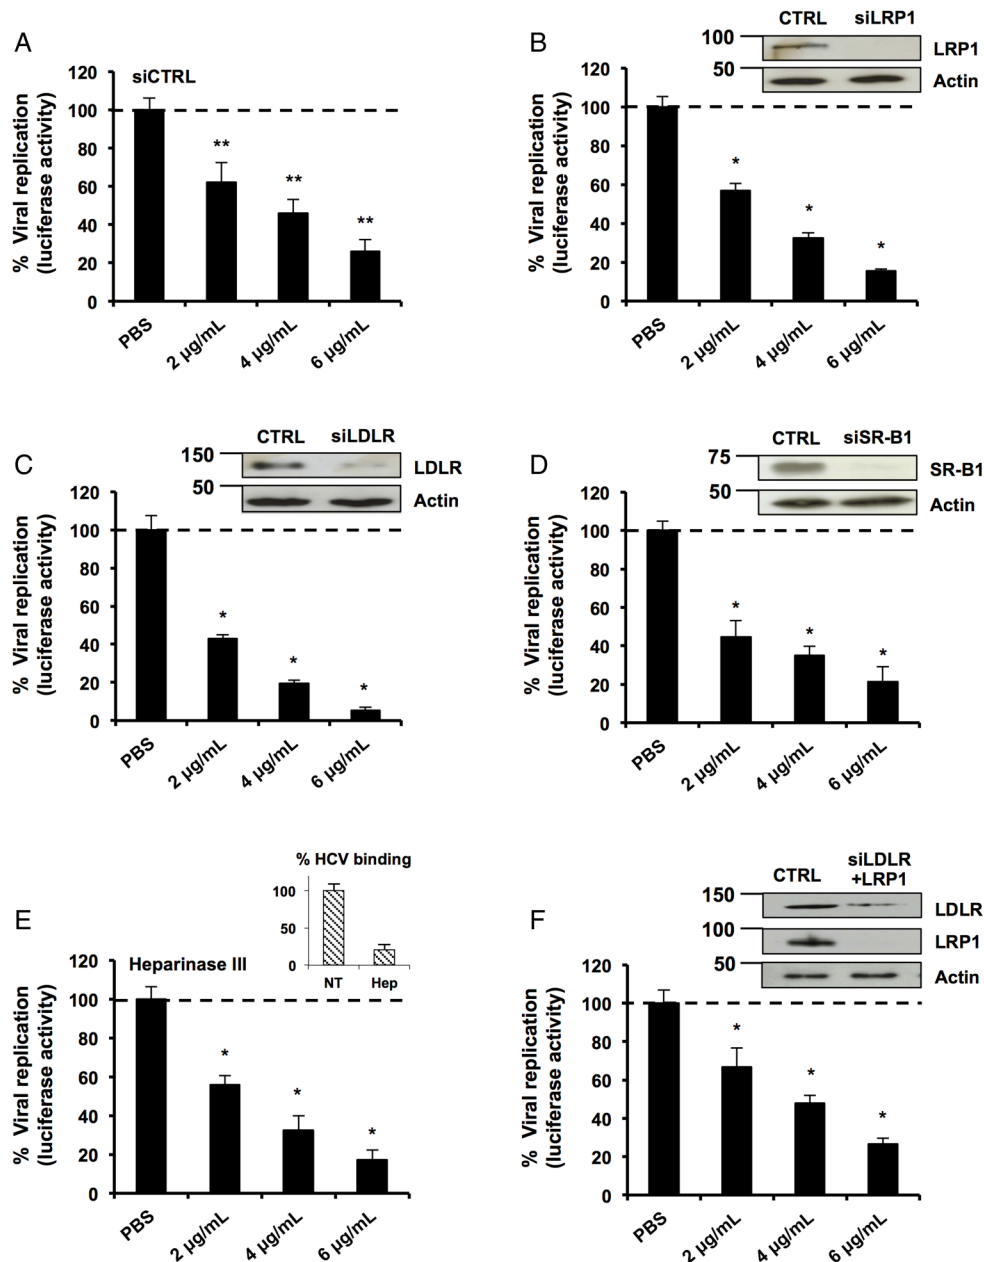 A
siCTRL
120
100
80
60
40
20
0
% Viral replication
(luciferase activity)
**
**
**
PBS
2 µg/mL
4 µg/mL
6 µg/mL
B
CTRL siLRP1
100
LRP1
50
Actin
120
100
80
60
40
20
0
% Viral replication
(luciferase activity)
*
*
*
PBS
2 µg/mL
4 µg/mL
6 µg/mL
C
CTRL siLDLR
150
LDLR
50
Actin
120
100
80
60
40
20
0
% Viral replication
(luciferase activity)
*
*
*
PBS
2 µg/mL
4 µg/mL
6 µg/mL
D
CTRL siSR-B1
75
SR-B1
50
Actin
120
100
80
60
40
20
0
% Viral replication
(luciferase activity)
*
*
*
PBS
2 µg/mL
4 µg/mL
6 µg/mL
E
% HCV binding
100
50
0
NT Hep
Heparinase III
120
100
80
60
40
20
0
% Viral replication
(luciferase activity)
*
*
*
PBS
2 µg/mL
4 µg/mL
6 µg/mL
F
CTRL siLDLR
+LRP1
150
LDLR
100
LRP1
50
Actin
120
100
80
60
40
20
0
% Viral replication
(luciferase activity)
*
*
*
PBS
2 µg/mL
4 µg/mL
6 µg/mL